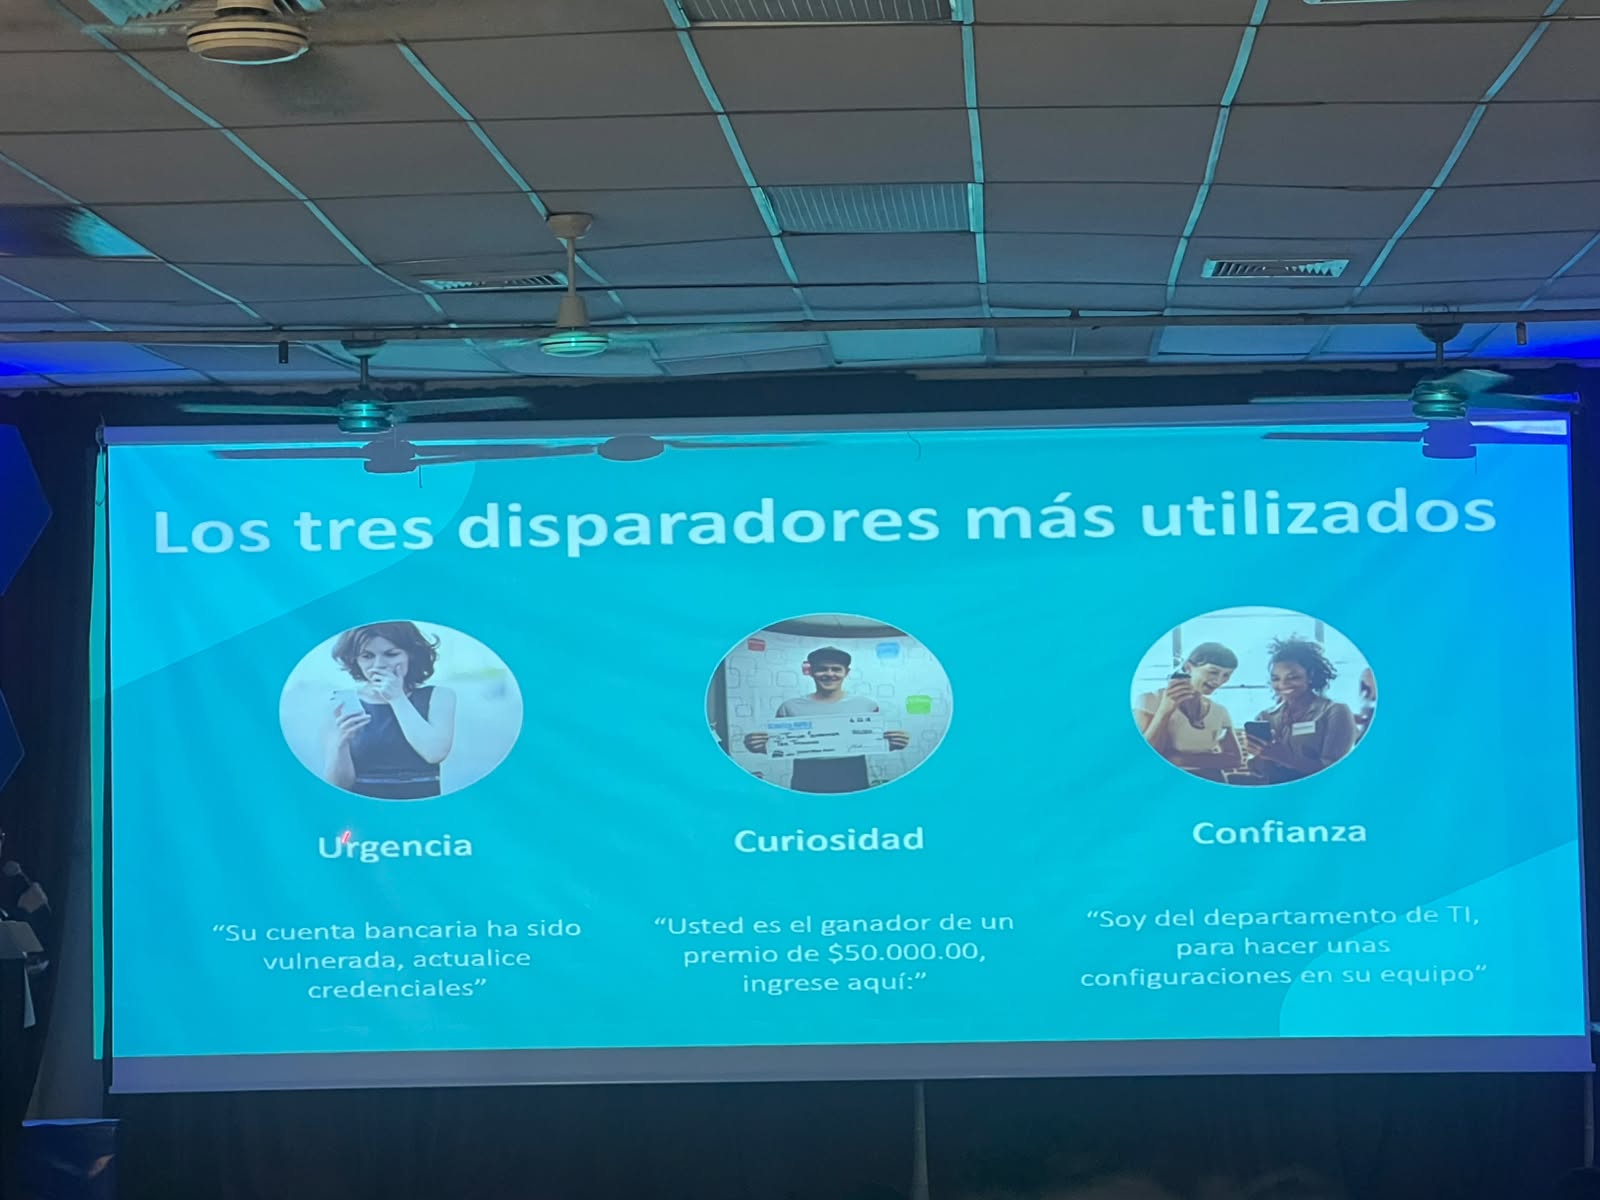 Los tres disparadores más utilizados
Urgencia
"Su cuenta bancaria ha sido
vulnerada, actualice
credenciales"
Curiosidad
"Usted es el ganador de un
premio de $50.000.00,
ingrese aquí:"
Confianza
"Soy del departamento de TI,
para hacer unas
configuraciones en su equipo"